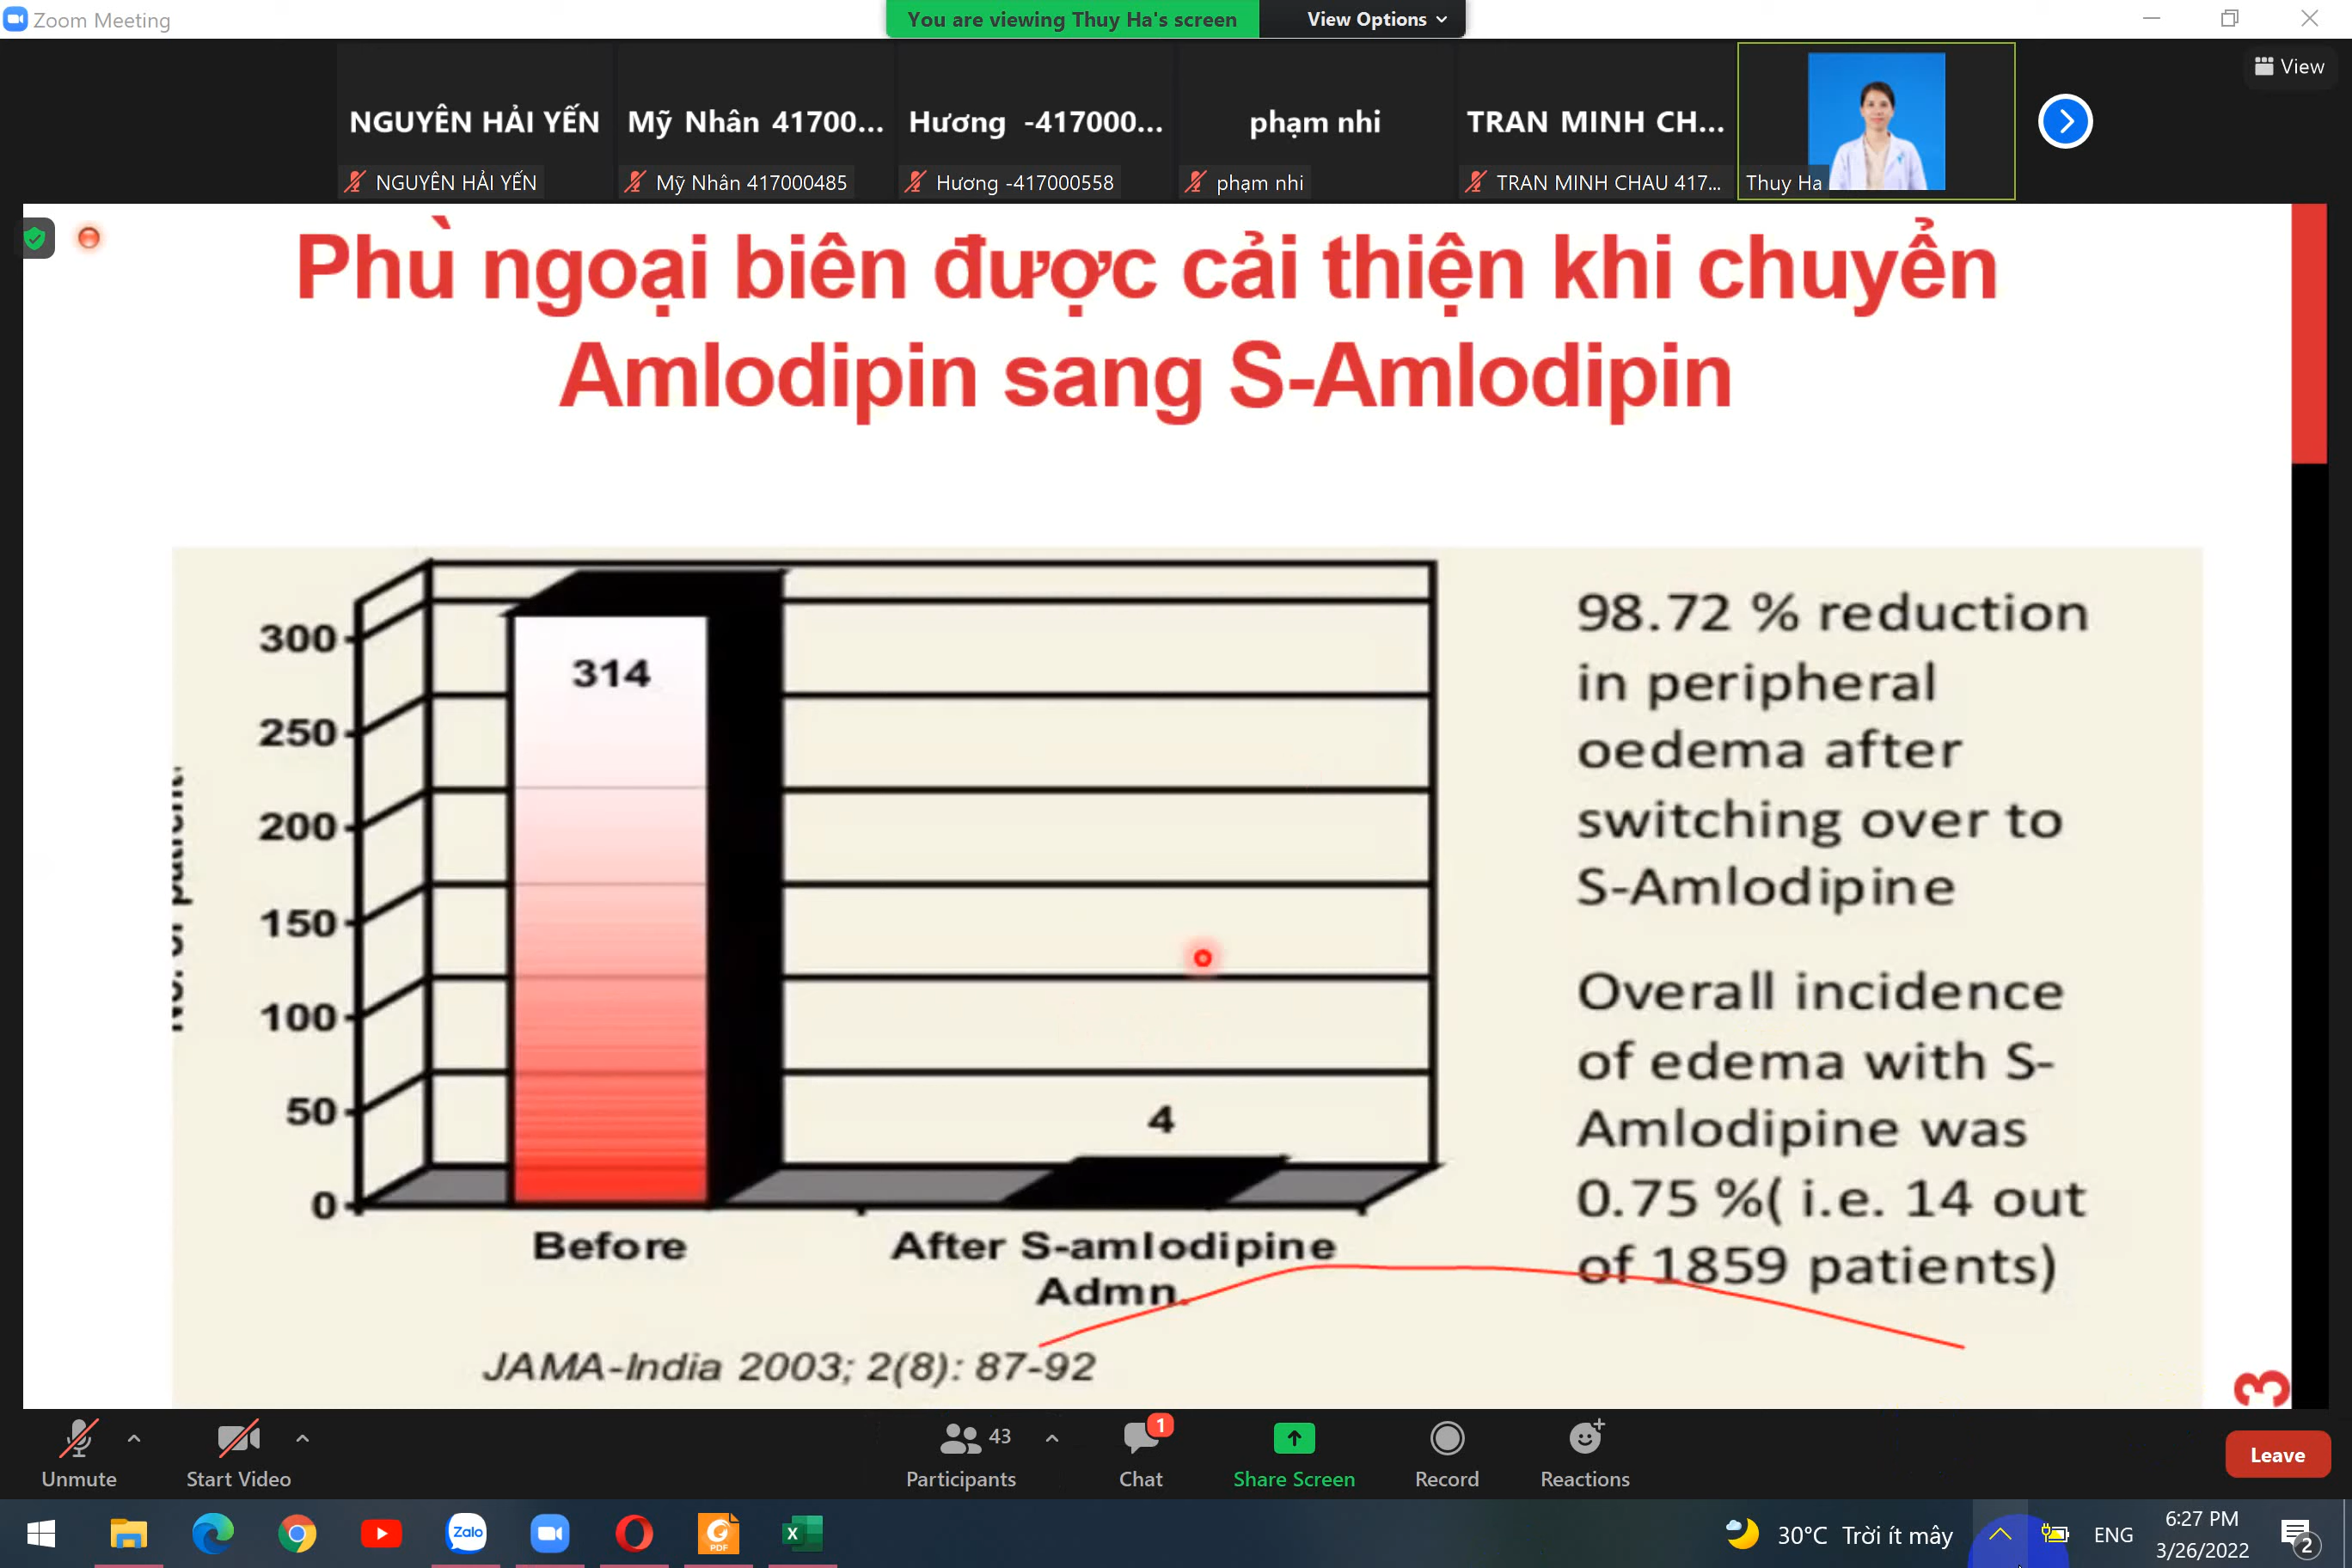 Zoom Meeting
You are viewing Thuy Ha's screen
View Options
View
NGUYÊN HẢI YẾN
Mỹ Nhân 41700...
Hương -417000...
phạm nhi
TRAN MINH CH...
NGUYÊN HẢI YẾN
Mỹ Nhân 417000485
Hương -417000558
phạm nhi
TRAN MINH CHAU 417...
Thuy Ha
Phù ngoại biên được cải thiện khi chuyển
Amlodipin sang S-Amlodipin
No. of patient.
300
250
200
150
100
50
0
314
4
Before
After S-amlodipine
Admn.
98.72 % reduction
in peripheral
oedema after
switching over to
S-Amlodipine
Overall incidence
of edema with S-
Amlodipine was
0.75 %( i.e. 14 out
of 1859 patients)
JAMA-India 2003; 2(8): 87-92
3
Unmute
Start Video
43
Participants
1
Chat
Share Screen
Record
Reactions
Leave
Zalo
PDF
X
30°C Trời ít mây
ENG
6:27 PM
3/26/2022
2